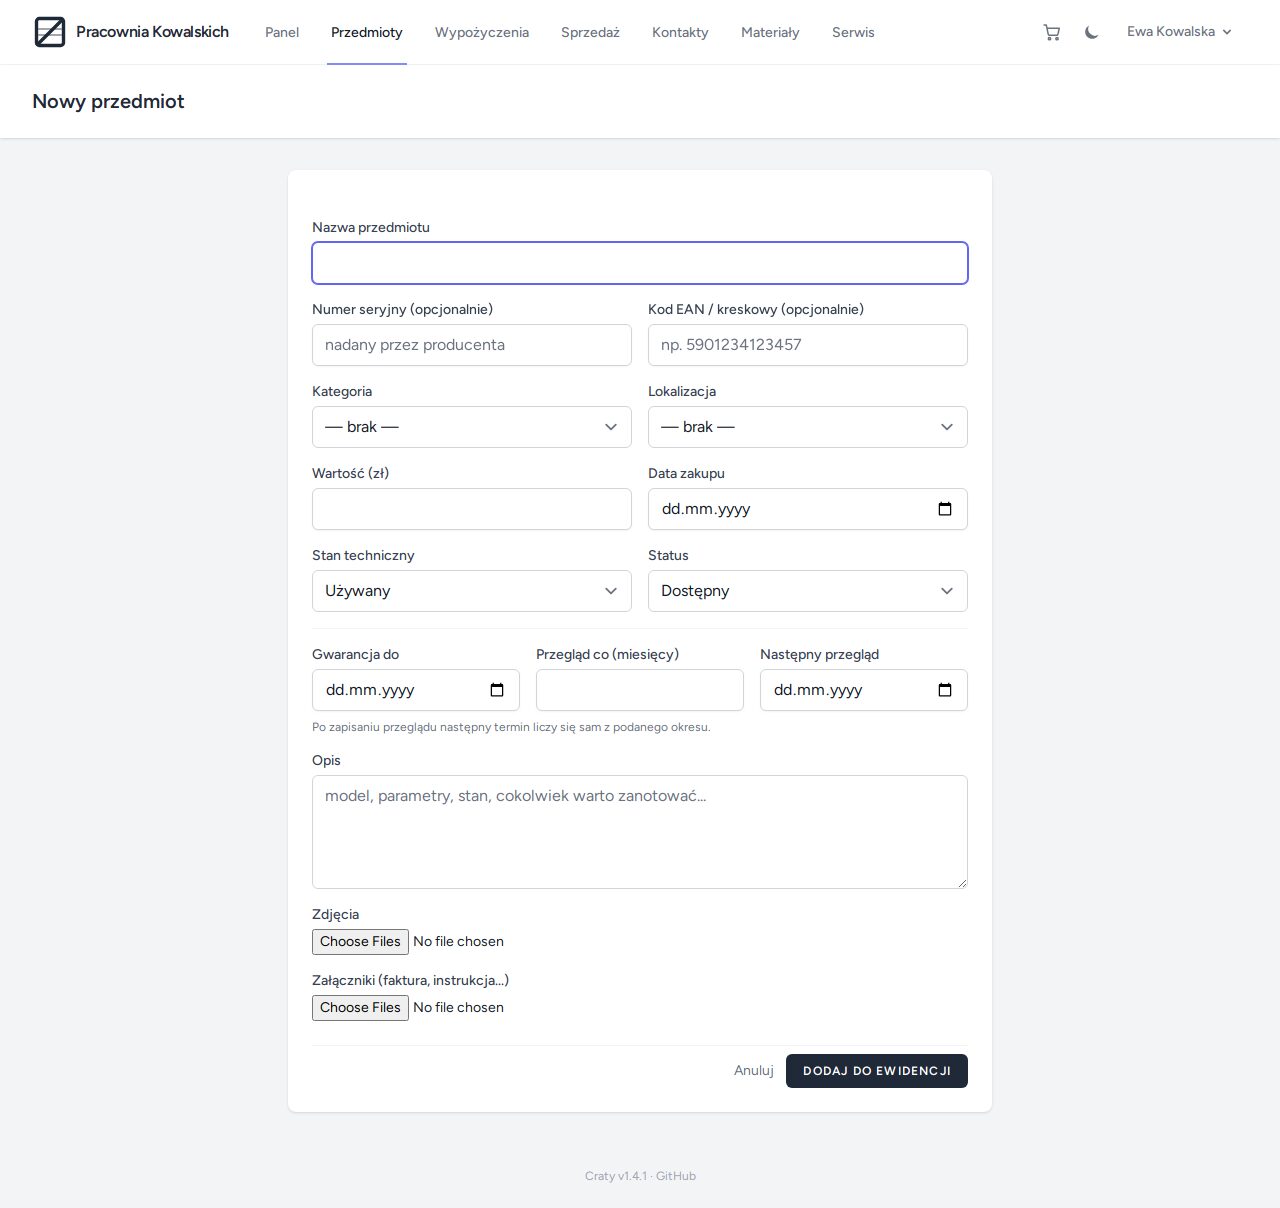 Pracownia Kowalskich Panel Przedmioty Wypożyczenia Sprzedaż Kontakty Materiały Serwis Ewa Kowalska
Nowy przedmiot
Nazwa przedmiotu
Numer seryjny (opcjonalnie) Kod EAN / kreskowy (opcjonalnie)
nadany przez producenta np. 5901234123457
Kategoria Lokalizacja
— brak — — brak —
Wartość (zł) Data zakupu
dd.mm.yyyy
Stan techniczny Status
Używany Dostępny
Gwarancja do Przegląd co (miesięcy) Następny przegląd
dd.mm.yyyy dd.mm.yyyy
Po zapisaniu przeglądu następny termin liczy się sam z podanego okresu.
Opis
model, parametry, stan, cokolwiek warto zanotować...
Zdjęcia
Choose Files No file chosen
Załączniki (faktura, instrukcja...)
Choose Files No file chosen
Anuluj DODAJ DO EWIDENCJI
Craty v1.4.1 · GitHub